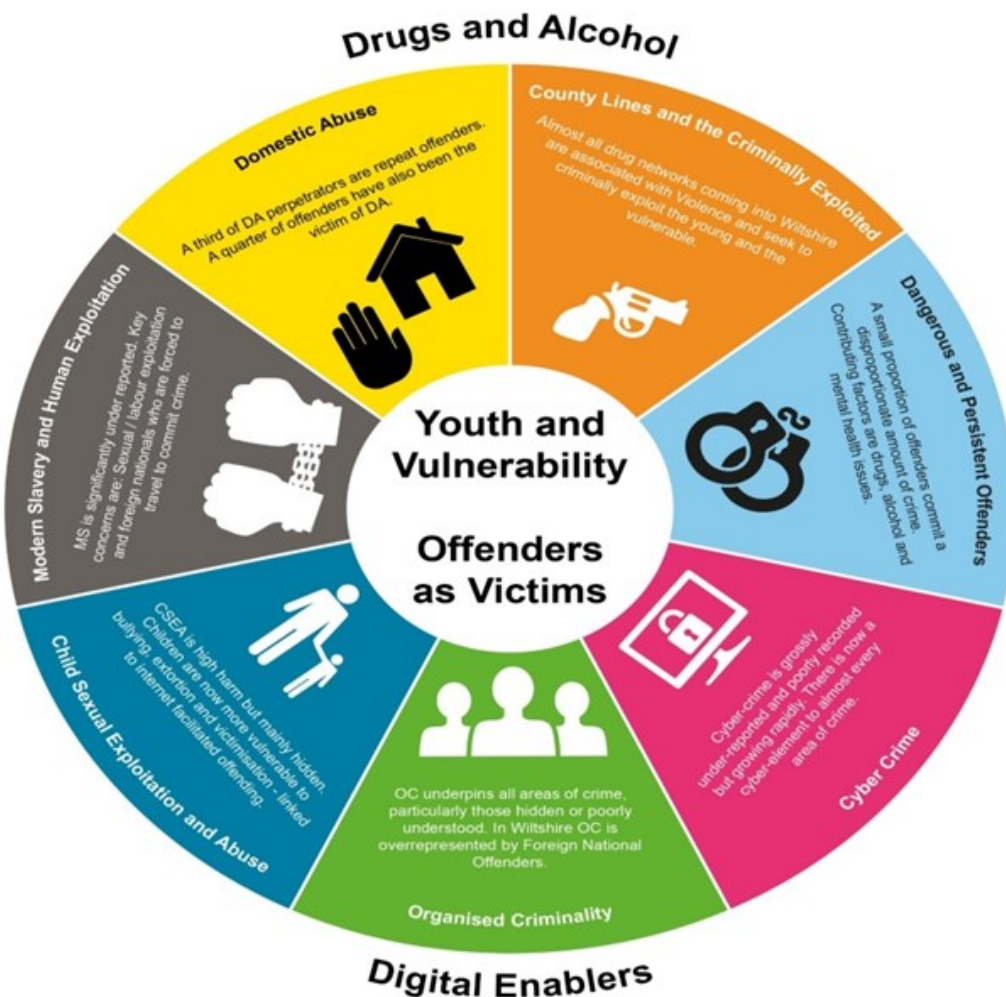 Drugs and Alcohol
Domestic Abuse
A third of DA perpetrators are repeat offenders.
A quarter of offenders have also been the
victim of DA.
County Lines and the Criminally Exploited
Almost all drug networks coming into Wiltshire
are associated with Violence and seek to
criminally exploit the young and the
vulnerable.
Dangerous and Persistent Offenders
A small proportion of offenders commit a
disproportionate amount of crime.
Contributing factors are drugs, alcohol and
mental health issues.
Cyber-crime is grossly
under-reported and poorly recorded
but growing rapidly. There is now a
cyber-element to almost every
area of crime.
Cyber Crime
OC underpins all areas of crime,
particularly those hidden or poorly
understood. In Wiltshire OC is
overrepresented by Foreign National
Offenders.
Organised Criminality
CSEA is high harm but mainly hidden.
Children are now more vulnerable to
bullying, extortion and victimisation - linked
to internet facilitated offending.
Child Sexual Exploitation and Abuse
Modern Slavery and Human Exploitation
MS is significantly under reported. Key
concerns are: Sexual / labour exploitation
and foreign nationals who are forced to
travel to commit crime.
Youth and
Vulnerability
Offenders
as Victims
Digital Enablers